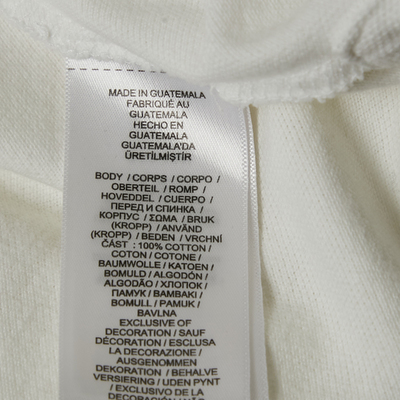 MADE IN GUATEMALA
FABRIQUÉ AU
GUATEMALA
HECHO EN
GUATEMALA
GUATEMALA'DA
ÜRETİLMİŞTİR
BODY / CORPS / CORPO /
OBERTEIL / ROMP /
HOVEDDEL / CUERPO /
ПЕРЕД И СПИНКА /
КОРПУС / ΣΩΜΑ / BRUK
(KROPP) / ANVÄND
(KROPP) / BEDEN / VRCHNÍ
ČÁST : 100% COTTON /
COTON / COTONE /
BAUMWOLLE / KATOEN /
BOMULD / ALGODÓN /
ALGODÃO / ХЛОПОК /
ПАМУК / ΒΑΜΒΑΚΙ /
BOMULL / PAMUK /
BAVLNA
EXCLUSIVE OF
DECORATION / SAUF
DÉCORATION / ESCLUSA
LA DECORAZIONE /
AUSGENOMMEN
DEKORATION / BEHALVE
VERSIERING / UDEN PYNT
/ EXCLUSIVO DE